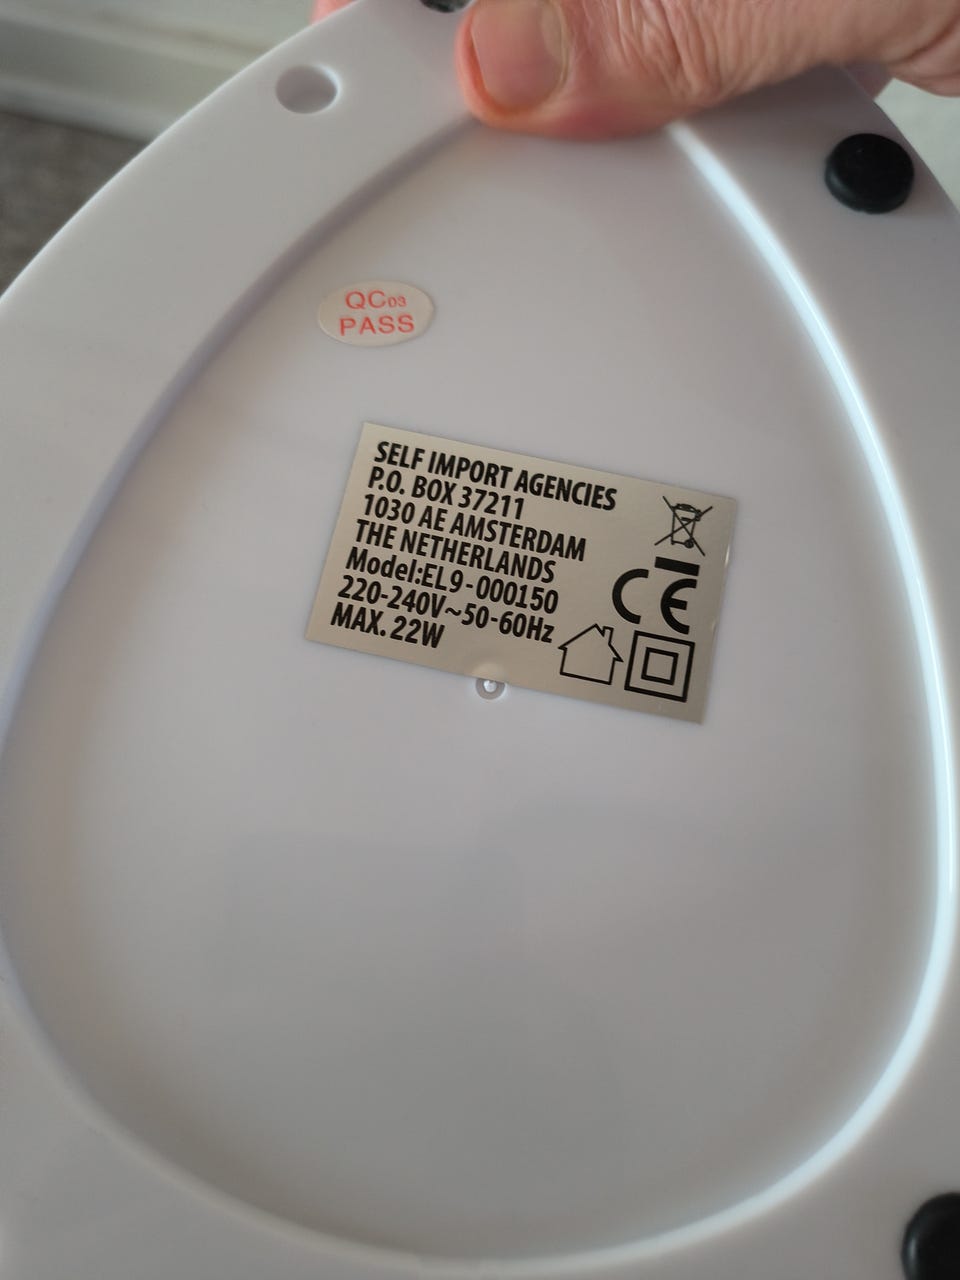 QC03
PASS
SELF IMPORT AGENCIES
P.O. BOX 37211
1030 AE AMSTERDAM
THE NETHERLANDS
Model:EL9-000150
220-240V~50-60Hz
MAX. 22W
CE